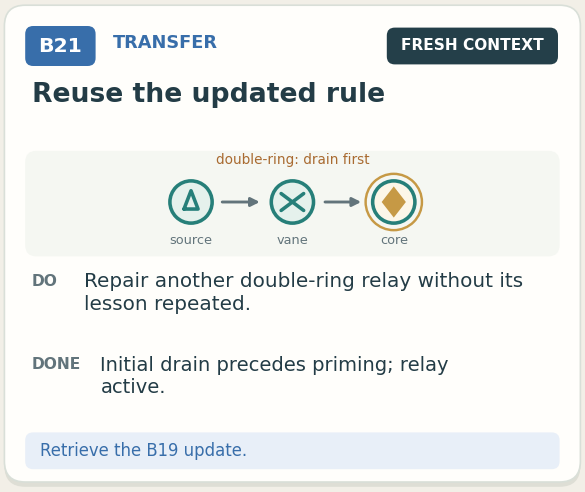 B21 TRANSFER FRESH CONTEXT
Reuse the updated rule
double-ring: drain first
source vane core
DO Repair another double-ring relay without its
lesson repeated.
DONE Initial drain precedes priming; relay
active.
Retrieve the B19 update.